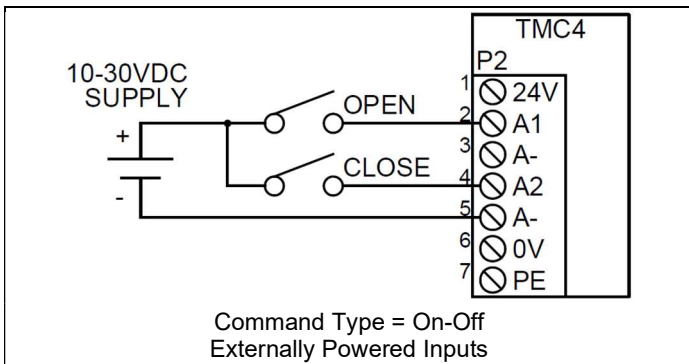 TMC4
P2
10-30VDC
SUPPLY
+
-
OPEN
CLOSE
1 24V
2 A1
3 A-
4 A2
5 A-
6 0V
7 PE
Command Type = On-Off
Externally Powered Inputs